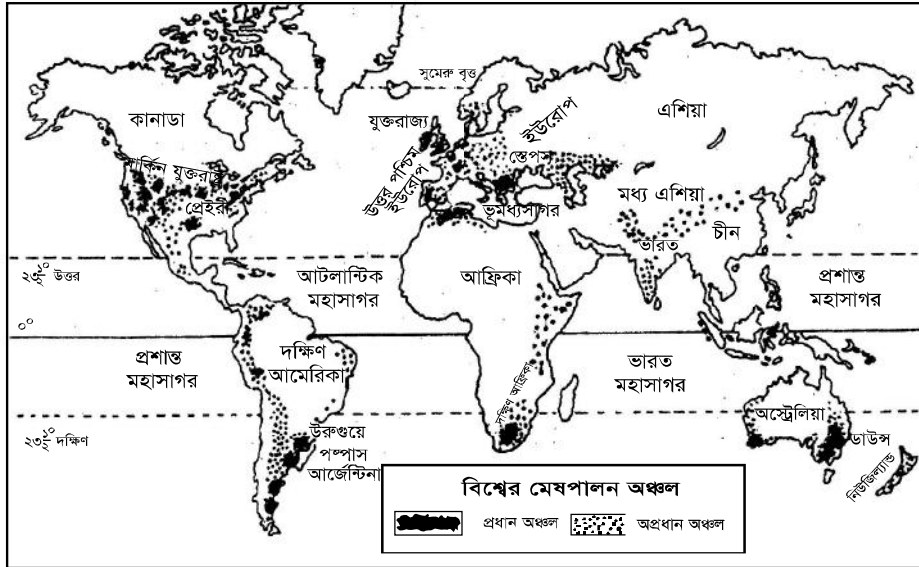 সুমেরু বৃত্ত
কানাডা
যুক্তরাজ্য
ইউরোপ
এশিয়া
মার্কিন যুক্তরাষ্ট্র
স্তেপস
উত্তর পশ্চিম
ইউরোপ
প্রেইরী
ভূমধ্যসাগর
মধ্য এশিয়া
চীন
ভারত
২৩½° উত্তর
আটলান্টিক
মহাসাগর
আফ্রিকা
প্রশান্ত
মহাসাগর
০°
প্রশান্ত
মহাসাগর
দক্ষিণ
আমেরিকা
দক্ষিণ আফ্রিকা
ভারত
মহাসাগর
অস্ট্রেলিয়া
২৩½° দক্ষিণ
উরুগুয়ে
পম্পাস
আর্জেন্টিনা
ডাউন্স
নিউজিল্যান্ড
বিশ্বের মেষপালন অঞ্চল
প্রধান অঞ্চল
অপ্রধান অঞ্চল